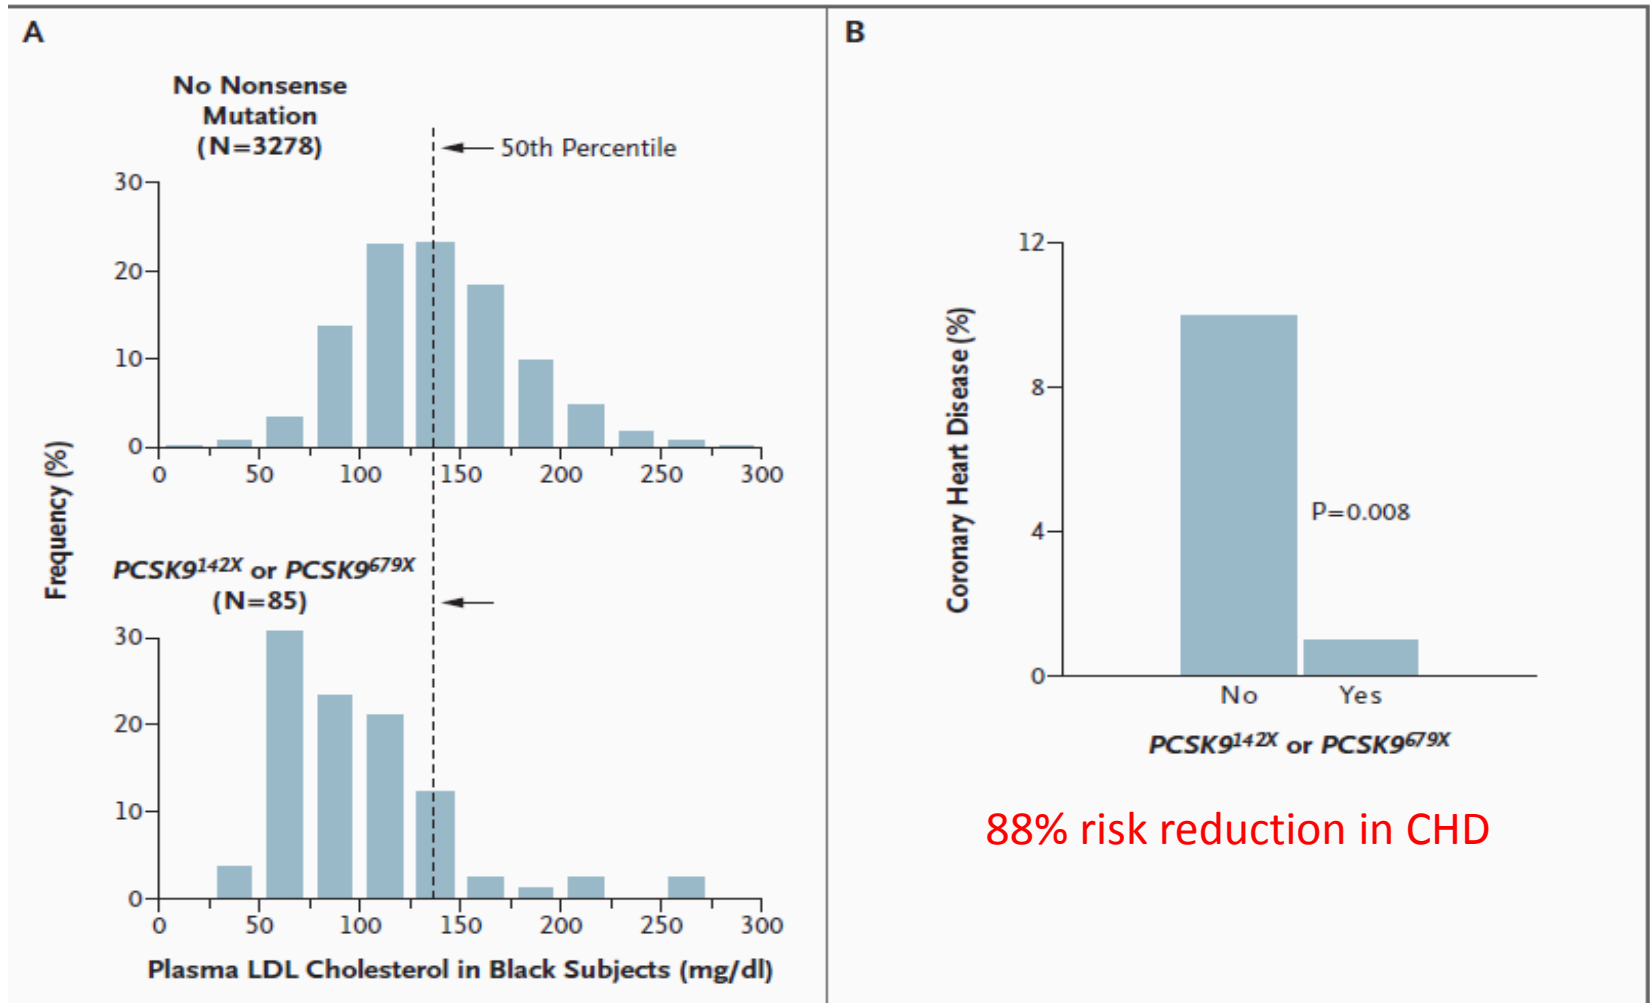 A
No Nonsense
Mutation
(N=3278)
50th Percentile
30
20
10
0
0 50 100 150 200 250 300
Frequency (%)
PCSK9¹⁴²ˣ or PCSK9⁶⁷⁹ˣ
(N=85)
30
20
10
0
0 50 100 150 200 250 300
Plasma LDL Cholesterol in Black Subjects (mg/dl)
B
12
8
4
0
Coronary Heart Disease (%)
P=0.008
No Yes
PCSK9¹⁴²ˣ or PCSK9⁶⁷⁹ˣ
88% risk reduction in CHD